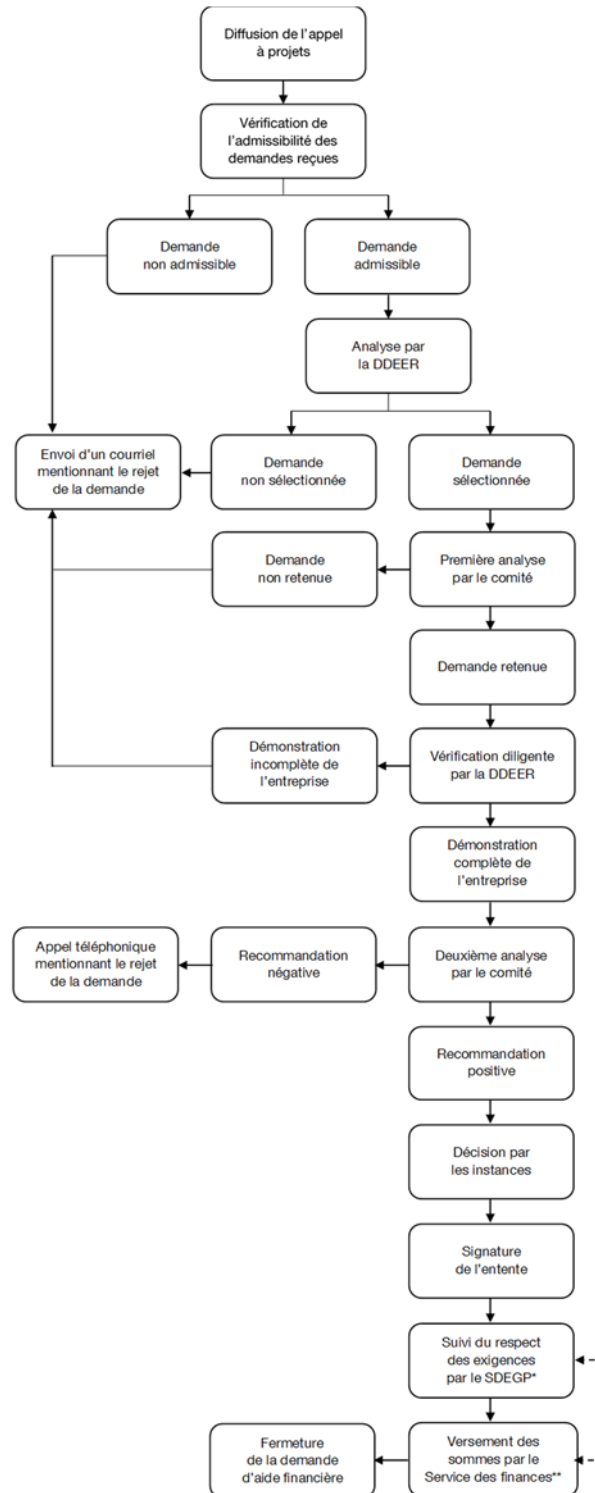 Diffusion de l'appel
à projets
Vérification de
l'admissibilité des
demandes reçues
Demande
non admissible
Demande
admissible
Analyse par
la DDEER
Envoi d'un courriel
mentionnant le rejet
de la demande
Demande
non sélectionnée
Demande
sélectionnée
Demande
non retenue
Première analyse
par le comité
Demande retenue
Démonstration
incomplète de
l'entreprise
Vérification diligente
par la DDEER
Démonstration
complète de
l'entreprise
Appel téléphonique
mentionnant le rejet
de la demande
Recommandation
négative
Deuxième analyse
par le comité
Recommandation
positive
Décision par
les instances
Signature
de l'entente
Suivi du respect
des exigences
par le SDEGP*
Fermeture
de la demande
d'aide financière
Versement des
sommes par le
Service des finances**